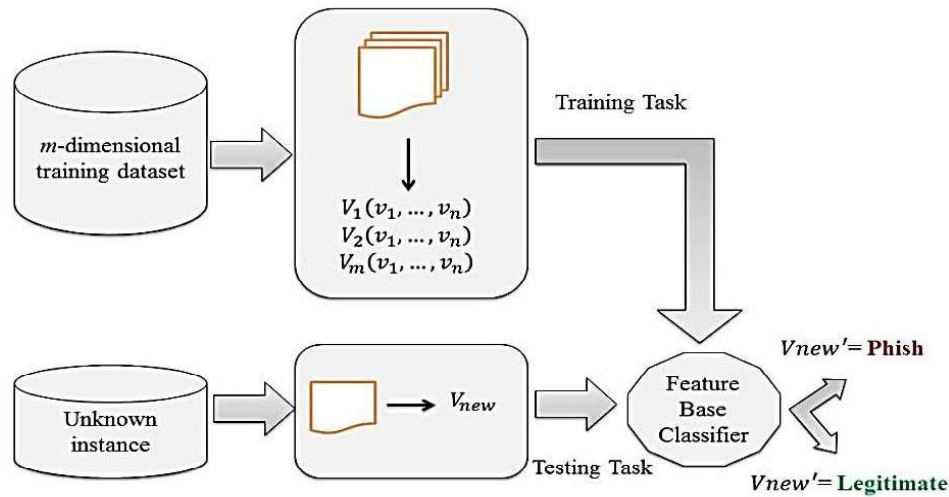 m-dimensional
training dataset
V₁(v₁, ..., vₙ)
V₂(v₁, ..., vₙ)
Vₘ(v₁, ..., vₙ)
Training Task
Unknown
instance
Vₙₑw
Testing Task
Feature
Base
Classifier
Vnew'= Phish
Vnew'= Legitimate